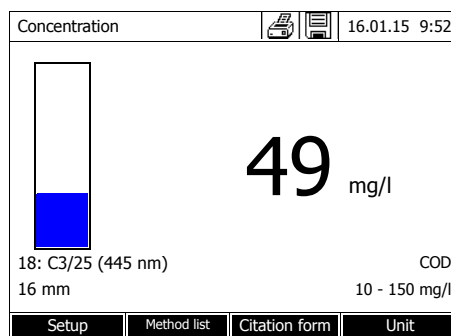 Concentration 16.01.15 9:52
49 mg/l
18: C3/25 (445 nm) COD
16 mm 10 - 150 mg/l
Setup Method list Citation form Unit